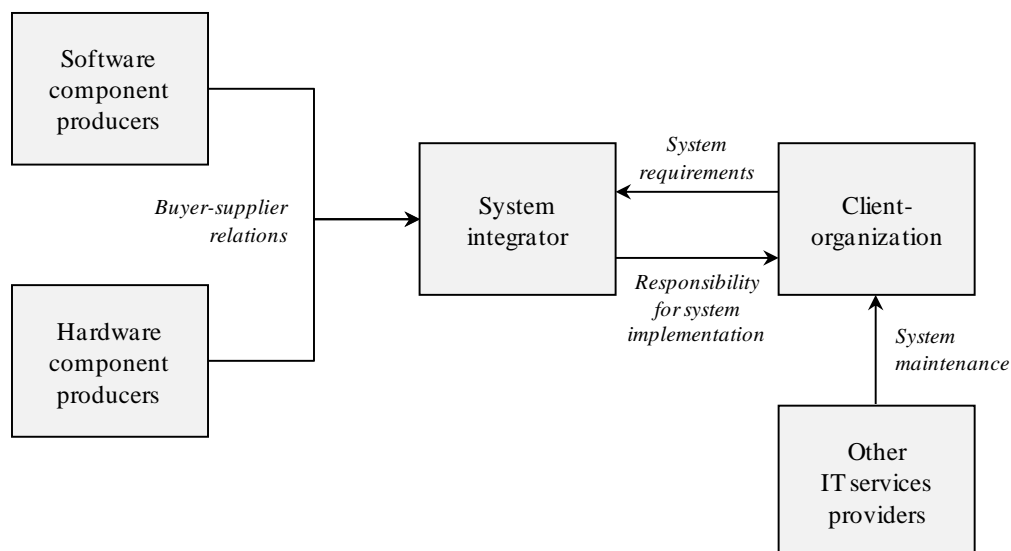 Software
component
producers
Buyer-supplier
relations
Hardware
component
producers
System
integrator
System
requirements
Responsibility
for system
implementation
Client-
organization
System
maintenance
Other
IT services
providers